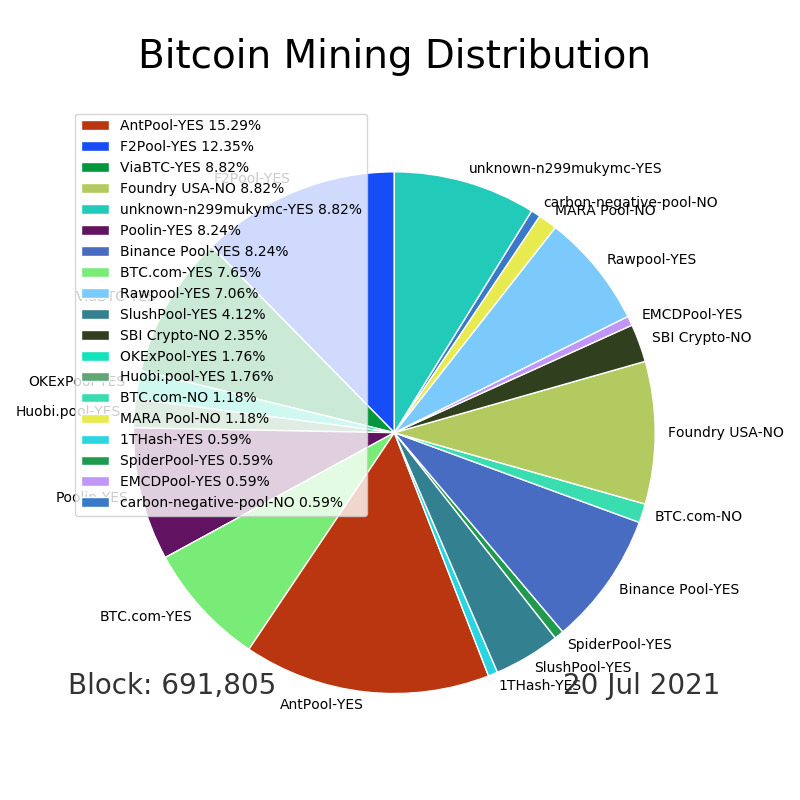 Bitcoin Mining Distribution
AntPool-YES 15.29%
F2Pool-YES 12.35%
ViaBTC-YES 8.82%
Foundry USA-NO 8.82%
unknown-n299mukymc-YES 8.82%
Poolin-YES 8.24%
Binance Pool-YES 8.24%
BTC.com-YES 7.65%
Rawpool-YES 7.06%
SlushPool-YES 4.12%
SBI Crypto-NO 2.35%
OKExPool-YES 1.76%
Huobi.pool-YES 1.76%
BTC.com-NO 1.18%
MARA Pool-NO 1.18%
1THash-YES 0.59%
SpiderPool-YES 0.59%
EMCDPool-YES 0.59%
carbon-negative-pool-NO 0.59%
unknown-n299mukymc-YES
carbon-negative-pool-NO
MARA Pool-NO
Rawpool-YES
EMCDPool-YES
SBI Crypto-NO
Foundry USA-NO
BTC.com-NO
Binance Pool-YES
SpiderPool-YES
SlushPool-YES
1THash-YES
AntPool-YES
BTC.com-YES
Poolin-YES
Huobi.pool-YES
OKExPool-YES
ViaBTC-YES
F2Pool-YES
Block: 691,805
20 Jul 2021